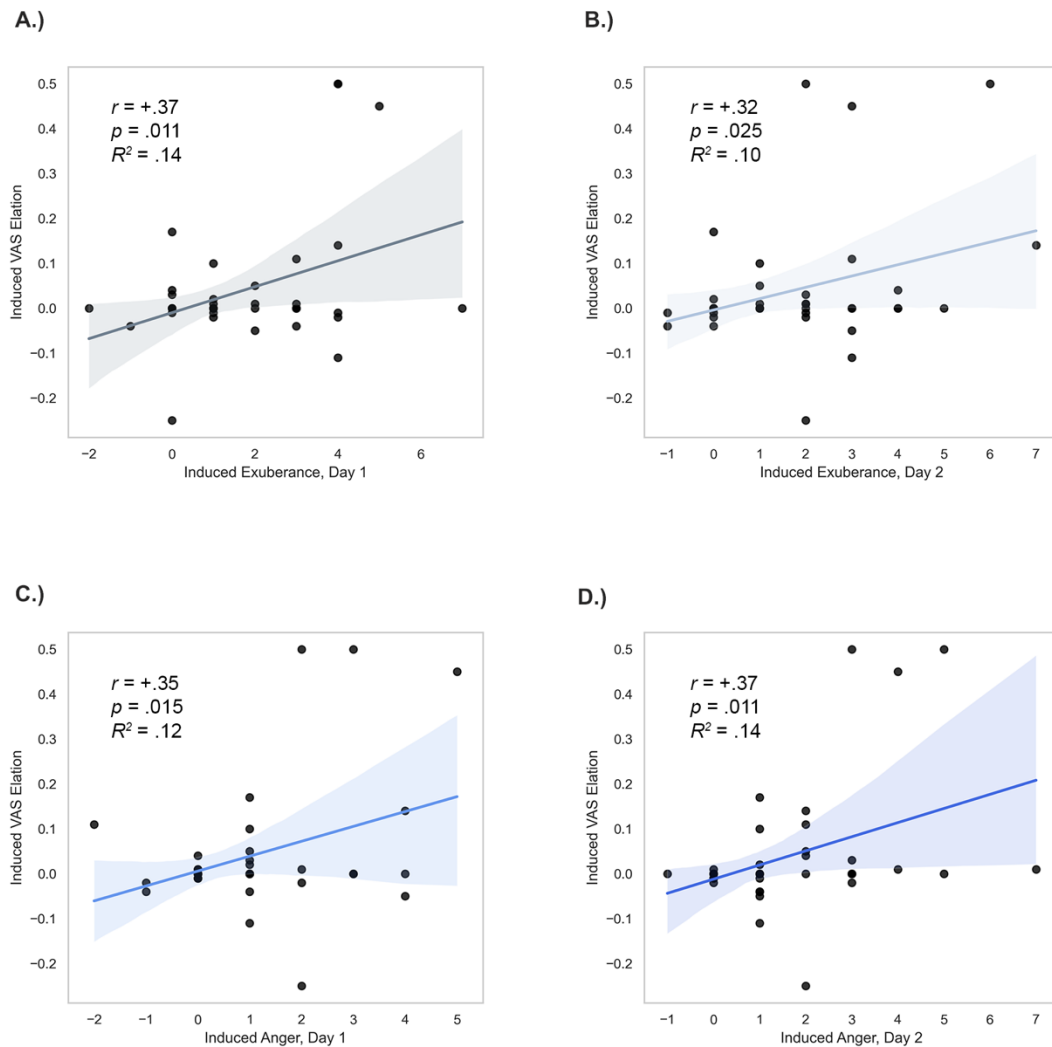 A.)
r = +.37
p = .011
R² = .14
Induced VAS Elation
0.5
0.4
0.3
0.2
0.1
0.0
−0.1
−0.2
−2
0
2
4
6
Induced Exuberance, Day 1
B.)
r = +.32
p = .025
R² = .10
Induced VAS Elation
0.5
0.4
0.3
0.2
0.1
0.0
−0.1
−0.2
−1
0
1
2
3
4
5
6
7
Induced Exuberance, Day 2
C.)
r = +.35
p = .015
R² = .12
Induced VAS Elation
0.5
0.4
0.3
0.2
0.1
0.0
−0.1
−0.2
−2
−1
0
1
2
3
4
5
Induced Anger, Day 1
D.)
r = +.37
p = .011
R² = .14
Induced VAS Elation
0.5
0.4
0.3
0.2
0.1
0.0
−0.1
−0.2
−1
0
1
2
3
4
5
6
7
Induced Anger, Day 2